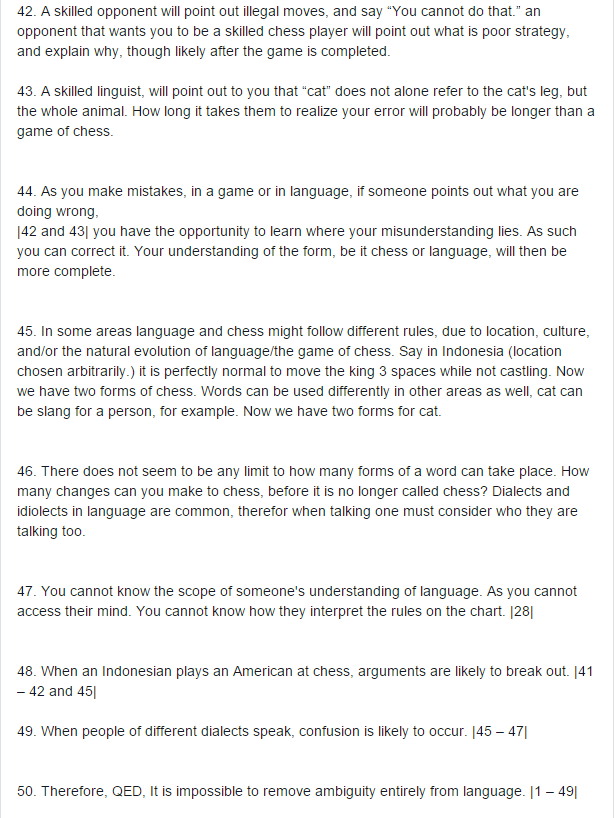 42. A skilled opponent will point out illegal moves, and say “You cannot do that.” an
opponent that wants you to be a skilled chess player will point out what is poor strategy,
and explain why, though likely after the game is completed.
43. A skilled linguist, will point out to you that “cat” does not alone refer to the cat's leg, but
the whole animal. How long it takes them to realize your error will probably be longer than a
game of chess.
44. As you make mistakes, in a game or in language, if someone points out what you are
doing wrong,
|42 and 43| you have the opportunity to learn where your misunderstanding lies. As such
you can correct it. Your understanding of the form, be it chess or language, will then be
more complete.
45. In some areas language and chess might follow different rules, due to location, culture,
and/or the natural evolution of language/the game of chess. Say in Indonesia (location
chosen arbitrarily.) it is perfectly normal to move the king 3 spaces while not castling. Now
we have two forms of chess. Words can be used differently in other areas as well, cat can
be slang for a person, for example. Now we have two forms for cat.
46. There does not seem to be any limit to how many forms of a word can take place. How
many changes can you make to chess, before it is no longer called chess? Dialects and
idiolects in language are common, therefor when talking one must consider who they are
talking too.
47. You cannot know the scope of someone's understanding of language. As you cannot
access their mind. You cannot know how they interpret the rules on the chart. |28|
48. When an Indonesian plays an American at chess, arguments are likely to break out. |41
– 42 and 45|
49. When people of different dialects speak, confusion is likely to occur. |45 – 47|
50. Therefore, QED, It is impossible to remove ambiguity entirely from language. |1 – 49|